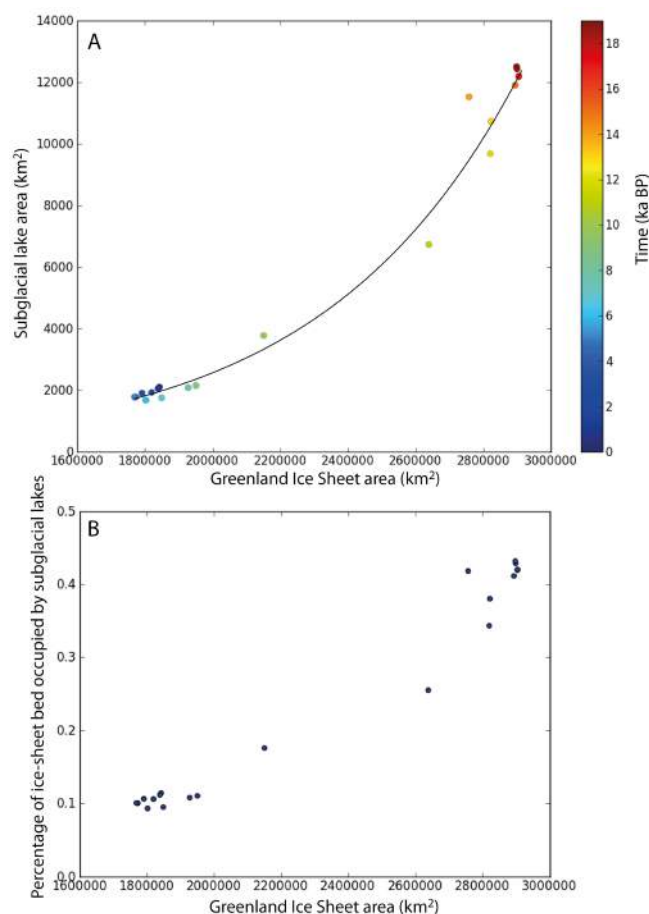 A
14000
12000
10000
8000
6000
4000
2000
0
Subglacial lake area (km²)
1600000 1800000 2000000 2200000 2400000 2600000 2800000 3000000
Greenland Ice Sheet area (km²)
18
16
14
12
10
8
6
4
2
0
Time (ka BP)
B
0.5
0.4
0.3
0.2
0.1
0.0
Percentage of ice-sheet bed occupied by subglacial lakes
1600000 1800000 2000000 2200000 2400000 2600000 2800000 3000000
Greenland Ice Sheet area (km²)